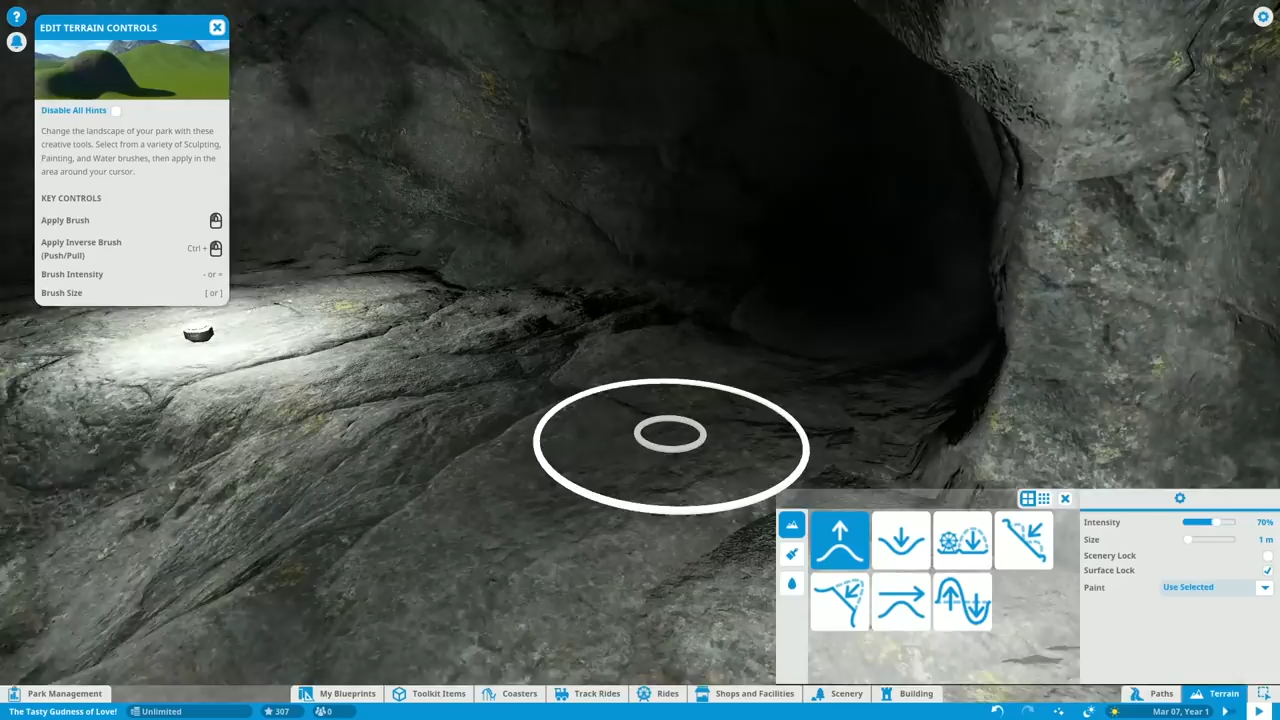 ?
EDIT TERRAIN CONTROLS
Disable All Hints
Change the landscape of your park with these
creative tools. Select from a variety of Sculpting,
Painting, and Water brushes, then apply in the
area around your cursor.
KEY CONTROLS
Apply Brush
Apply Inverse Brush Ctrl +
(Push/Pull)
Brush Intensity - or =
Brush Size [ or ]
Intensity 70%
Size 1 m
Scenery Lock
Surface Lock
Paint Use Selected
Park Management My Blueprints Toolkit Items Coasters Track Rides Rides Shops and Facilities Scenery Building Paths Terrain
The Tasty Gudness of Love! Unlimited 307 0 Mar 07, Year 1